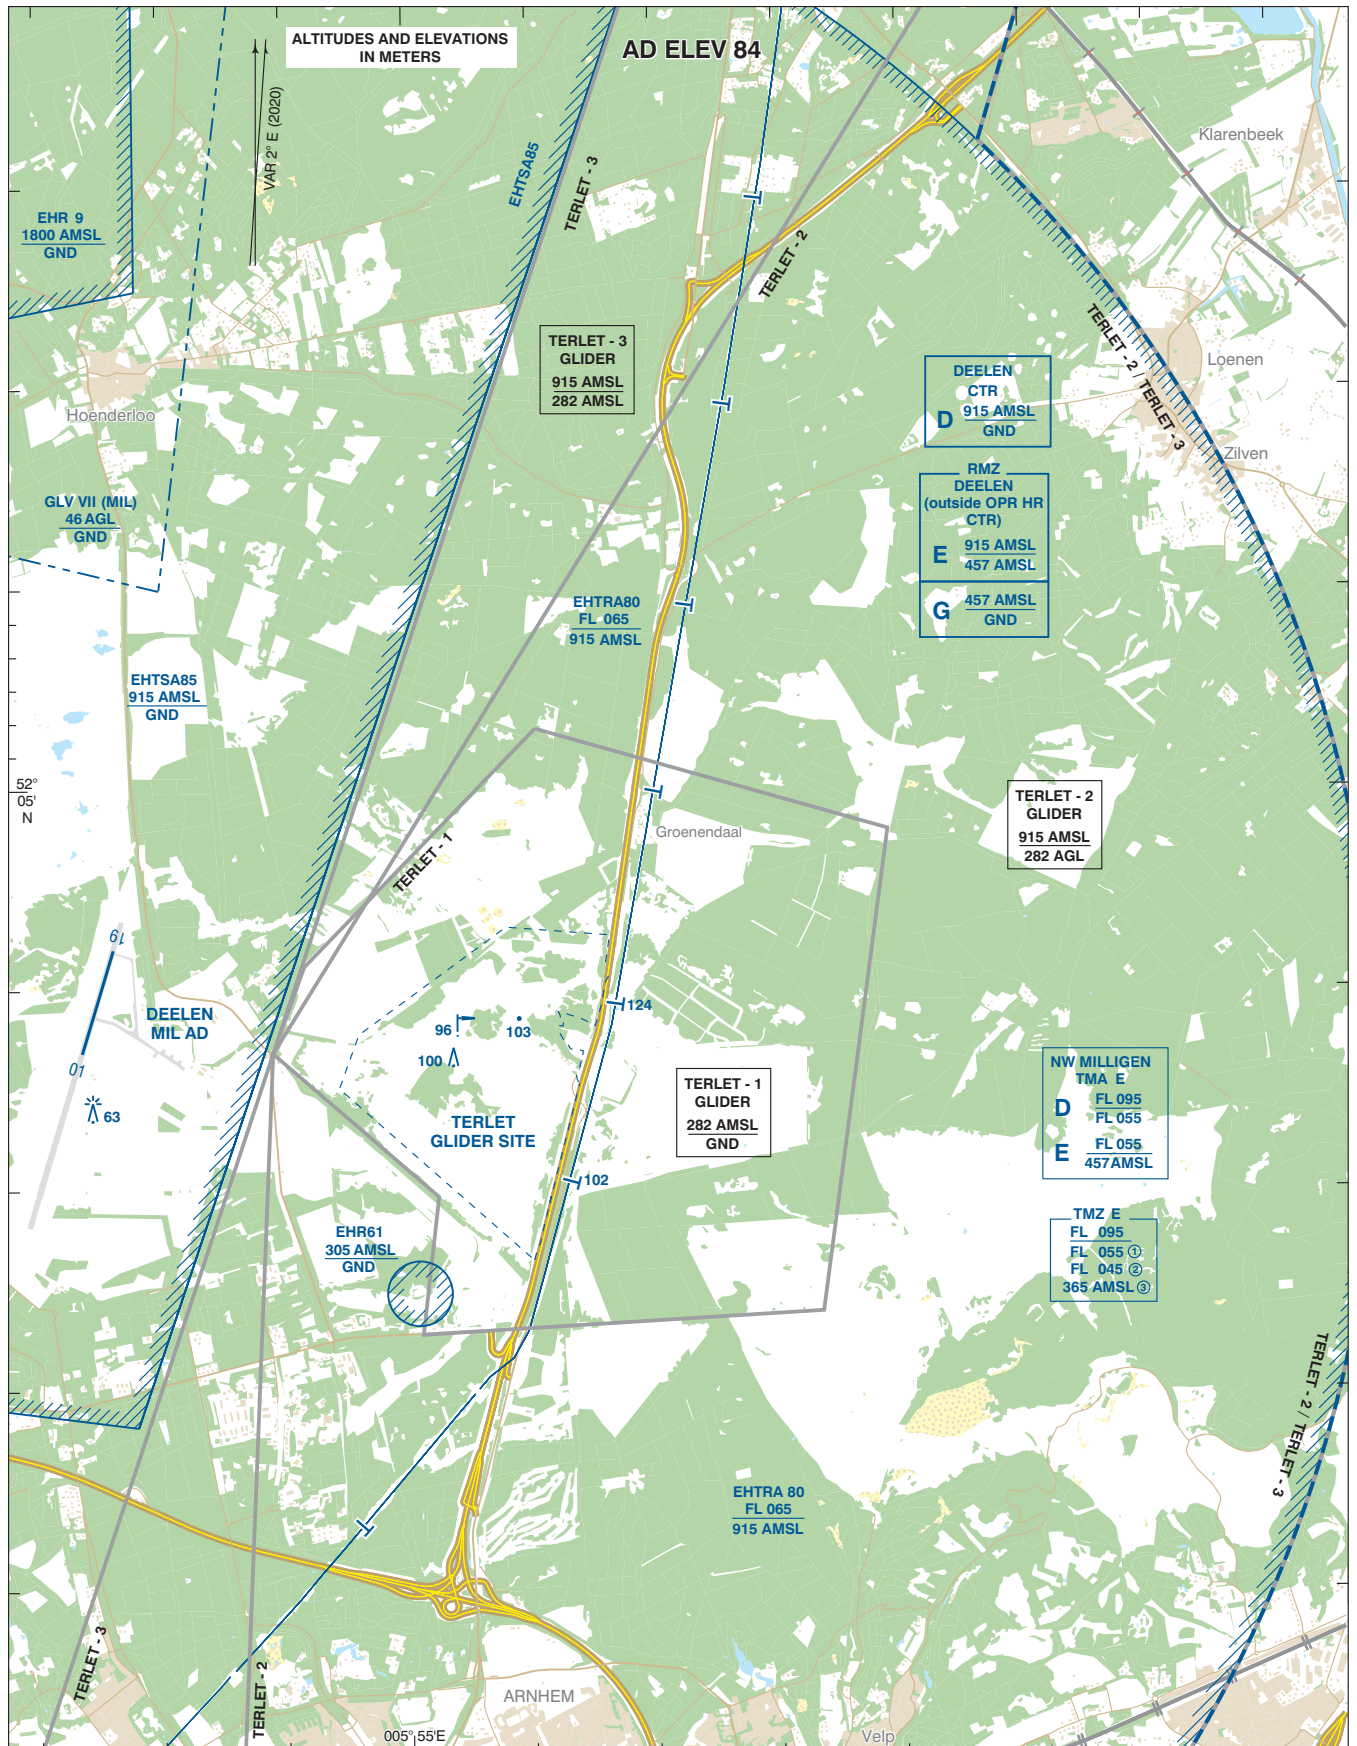 ALTITUDES AND ELEVATIONS
IN METERS
AD ELEV 84
VAR 2° E (2020)
EHTSA85
TERLET - 3
Klarenbeek
EHR 9
1800 AMSL
GND
TERLET - 2
TERLET - 3
GLIDER
915 AMSL
282 AMSL
TERLET - 2 / TERLET - 3
Loenen
DEELEN
CTR
D 915 AMSL
GND
Hoenderloo
Zilven
RMZ
DEELEN
(outside OPR HR
CTR)
E 915 AMSL
457 AMSL
G 457 AMSL
GND
GLV VII (MIL)
46 AGL
GND
EHTRA80
FL 065
915 AMSL
EHTSA85
915 AMSL
GND
52°
05'
N
TERLET - 2
GLIDER
915 AMSL
282 AGL
Groenendaal
TERLET - 1
19
DEELEN
MIL AD
01
63
96
103
100
124
TERLET
GLIDER SITE
TERLET - 1
GLIDER
282 AMSL
GND
102
NW MILLIGEN
TMA E
D FL 095
FL 055
E FL 055
457 AMSL
TMZ E
FL 095
FL 055 ①
FL 045 ②
365 AMSL ③
EHR61
305 AMSL
GND
TERLET - 2 / TERLET - 3
EHTRA 80
FL 065
915 AMSL
TERLET - 3
TERLET - 2
ARNHEM
005° 55'E
Velp